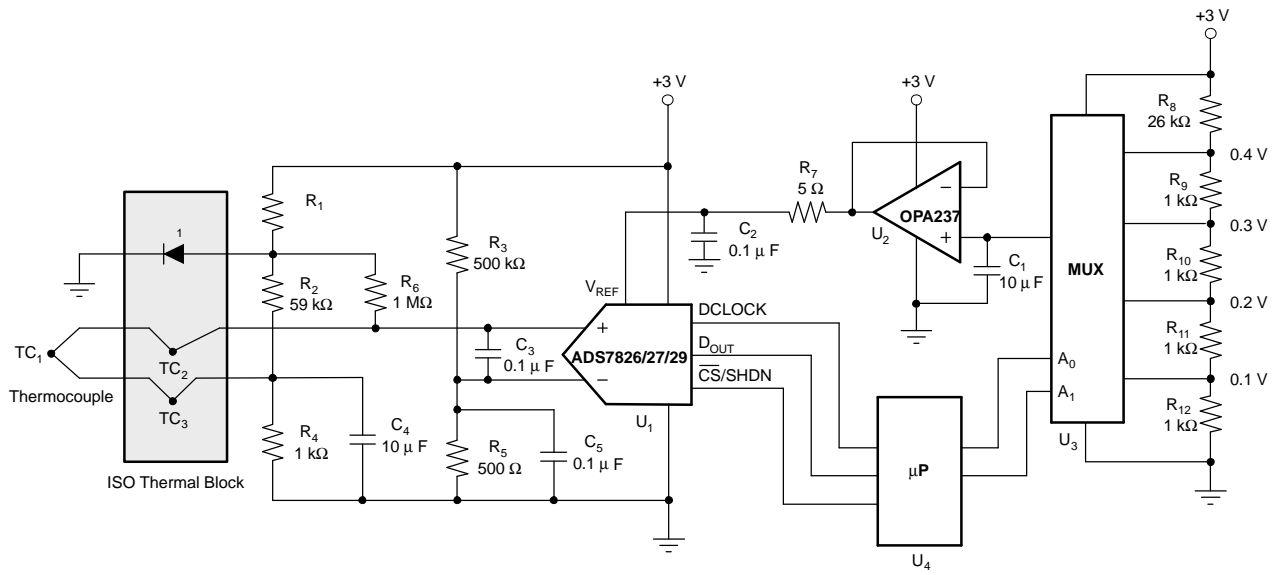 +3 V
R8
26 kΩ
0.4 V
R9
1 kΩ
0.3 V
R10
1 kΩ
0.2 V
R11
1 kΩ
0.1 V
R12
1 kΩ
MUX
A0
A1
U3
+3 V
OPA237
−
+
U2
R7
5 Ω
C1
10 μF
C2
0.1 μF
+3 V
R1
1
R2
59 kΩ
R6
1 MΩ
R3
500 kΩ
VREF
DCLOCK
DOUT
CS/SHDN
ADS7826/27/29
+
−
U1
C3
0.1 μF
TC1
Thermocouple
TC2
TC3
ISO Thermal Block
R4
1 kΩ
C4
10 μF
R5
500 Ω
C5
0.1 μF
μP
U4